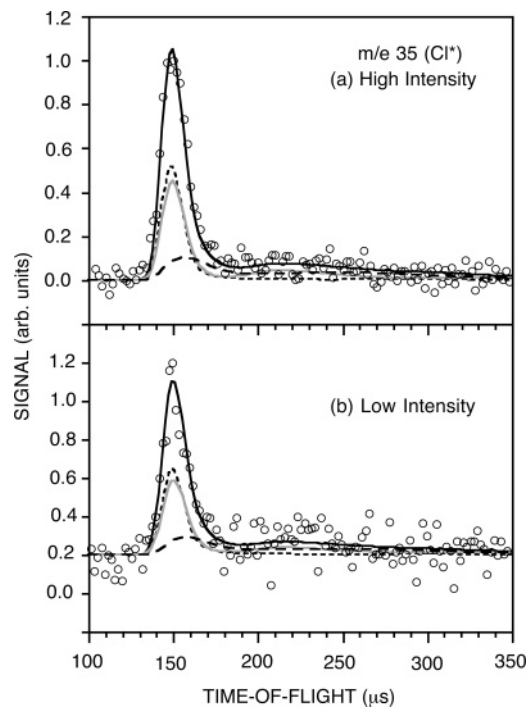 1.2
m/e 35 (Cl*)
1.0
(a) High Intensity
0.8
0.6
0.4
0.2
0.0
SIGNAL (arb. units)
1.2
(b) Low Intensity
1.0
0.8
0.6
0.4
0.2
0.0
100 150 200 250 300 350
TIME-OF-FLIGHT (μs)